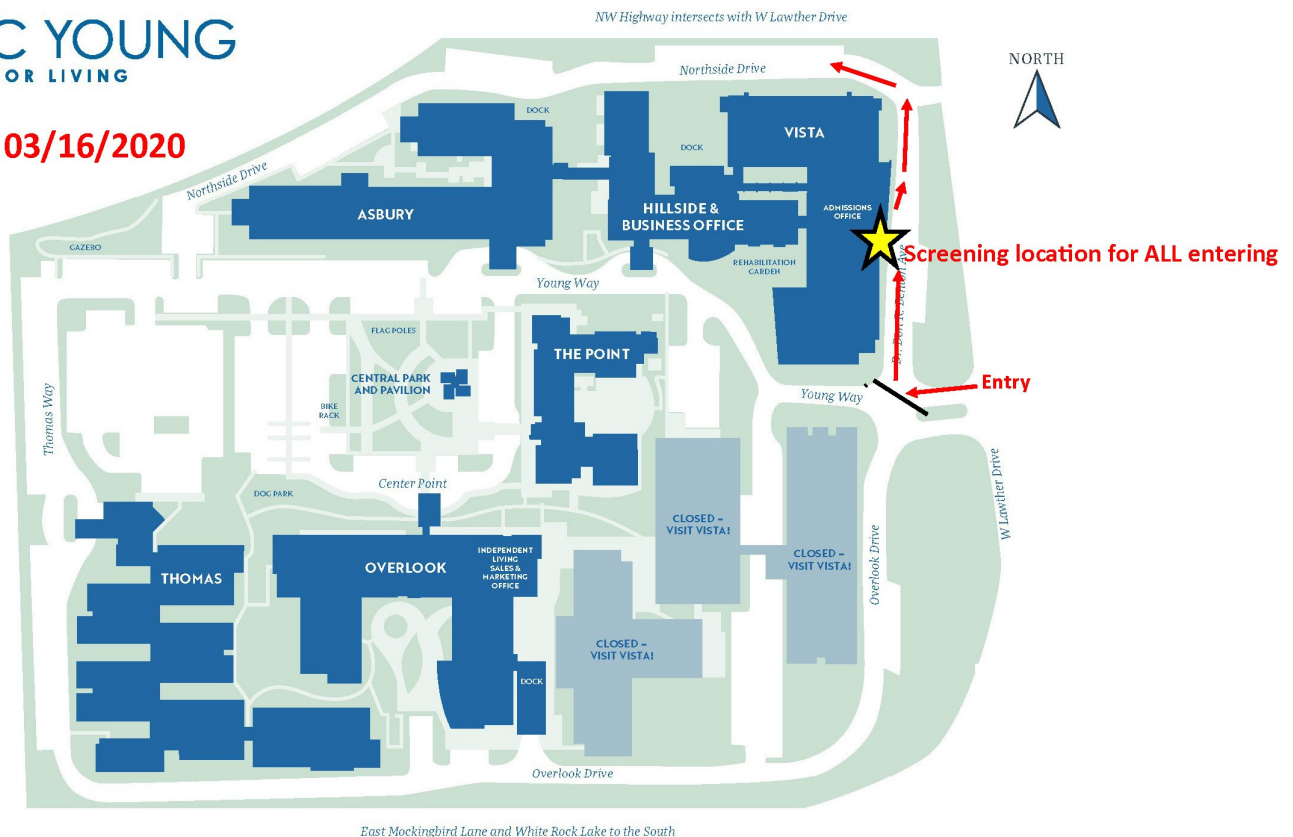 NW Highway intersects with W Lawther Drive
C YOUNG
OR LIVING
03/16/2020
NORTH
Northside Drive
DOCK
VISTA
DOCK
Northside Drive
ASBURY
HILLSIDE &
BUSINESS OFFICE
ADMISSIONS
OFFICE
GAZEBO
REHABILITATION
GARDEN
Screening location for ALL entering
Dr. Don R. Benton Ave
Young Way
FLAG POLES
THE POINT
CENTRAL PARK
AND PAVILION
BIKE
RACK
Thomas Way
Entry
Young Way
Center Point
DOG PARK
W Lawther Drive
CLOSED –
VISIT VISTA!
CLOSED –
VISIT VISTA!
Overlook Drive
THOMAS
OVERLOOK
INDEPENDENT
LIVING
SALES &
MARKETING
OFFICE
CLOSED –
VISIT VISTA!
DOCK
Overlook Drive
East Mockingbird Lane and White Rock Lake to the South